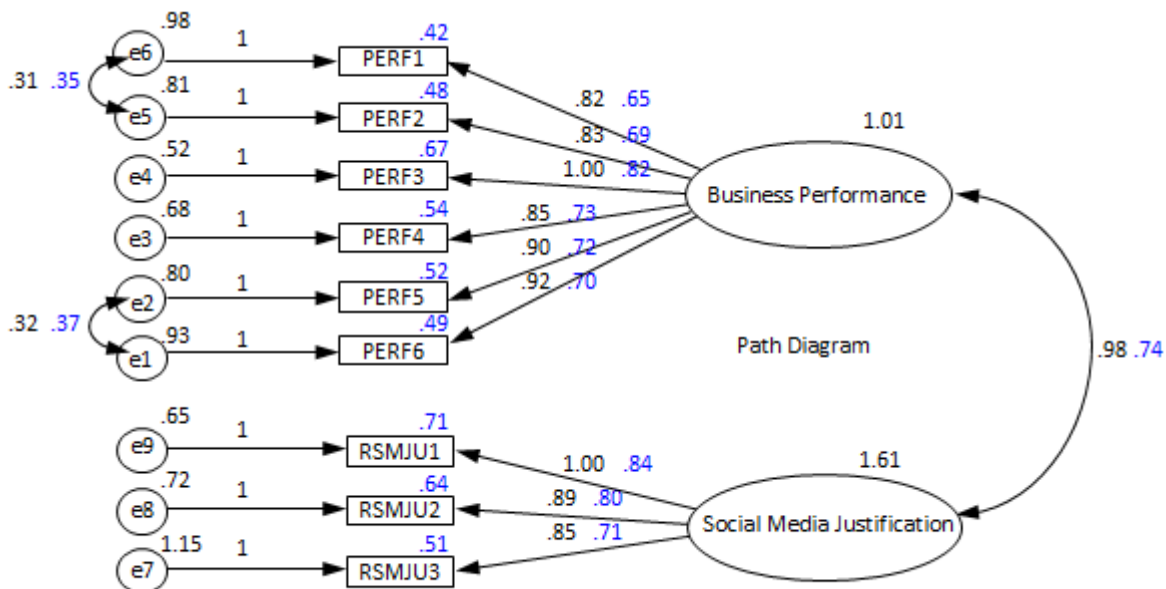 .98 1 .42
e6 PERF1
.31 .35 .82 .65
.81 1 .48 1.01
e5 PERF2 .83 .69
.52 1 .67 1.00 .82
e4 PERF3 Business Performance
.68 1 .54 .85 .73
e3 PERF4
.80 1 .52 .90 .72
e2 PERF5 .92 .70
.32 .37
.93 1 .49
e1 PERF6 Path Diagram .98 .74
.65 1 .71
e9 RSMJU1 1.00 .84 1.61
.72 1 .64 .89 .80
e8 RSMJU2 Social Media Justification
1.15 1 .51 .85 .71
e7 RSMJU3